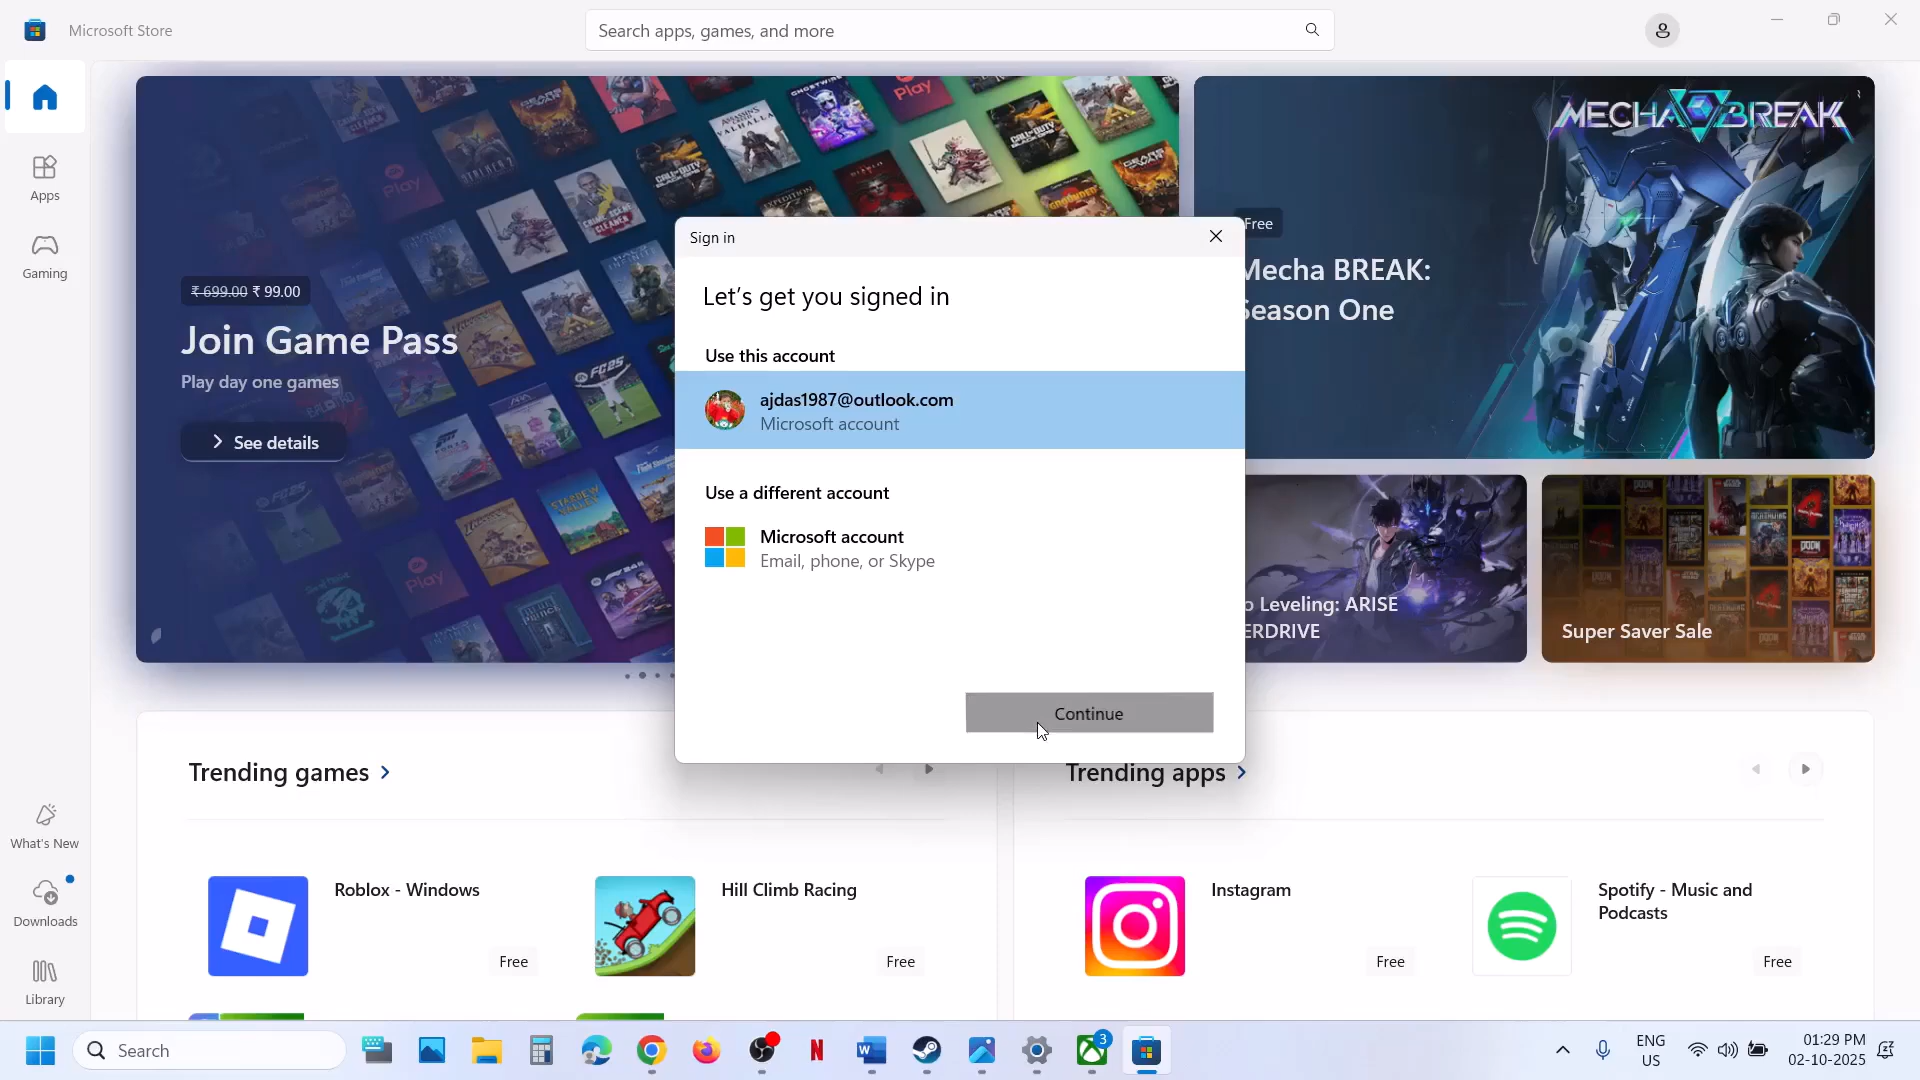 Microsoft Store
Search apps, games, and more
Apps
Gaming
What's New
Downloads
Library
₹ 699.00 ₹ 99.00
Join Game Pass
Play day one games
See details
MECHA BREAK
Free
Mecha BREAK:
Season One
o Leveling: ARISE
ERDRIVE
Super Saver Sale
Sign in
Let's get you signed in
Use this account
ajdas1987@outlook.com
Microsoft account
Use a different account
Microsoft account
Email, phone, or Skype
Continue
Trending games
Roblox - Windows
Free
Hill Climb Racing
Free
Trending apps
Instagram
Free
Spotify - Music and
Podcasts
Free
Search
3
ENG
US
01:29 PM
02-10-2025